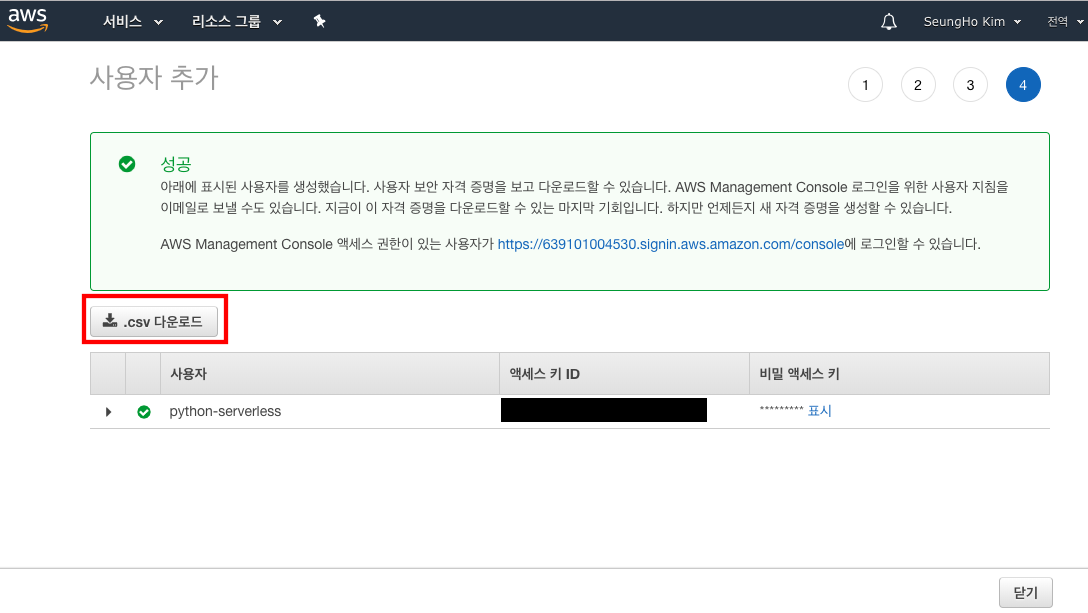 aws 서비스 리소스 그룹 SeungHo Kim 전역
사용자 추가
1 2 3 4
성공
아래에 표시된 사용자를 생성했습니다. 사용자 보안 자격 증명을 보고 다운로드할 수 있습니다. AWS Management Console 로그인을 위한 사용자 지침을
이메일로 보낼 수도 있습니다. 지금이 이 자격 증명을 다운로드할 수 있는 마지막 기회입니다. 하지만 언제든지 새 자격 증명을 생성할 수 있습니다.
AWS Management Console 액세스 권한이 있는 사용자가 https://639101004530.signin.aws.amazon.com/console에 로그인할 수 있습니다.
.csv 다운로드
사용자 액세스 키 ID 비밀 액세스 키
python-serverless ********* 표시
닫기